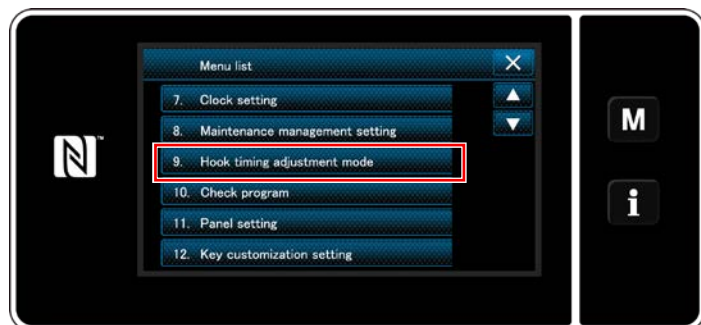 Menu list
7. Clock setting
8. Maintenance management setting
9. Hook timing adjustment mode
10. Check program
11. Panel setting
12. Key customization setting
M
i